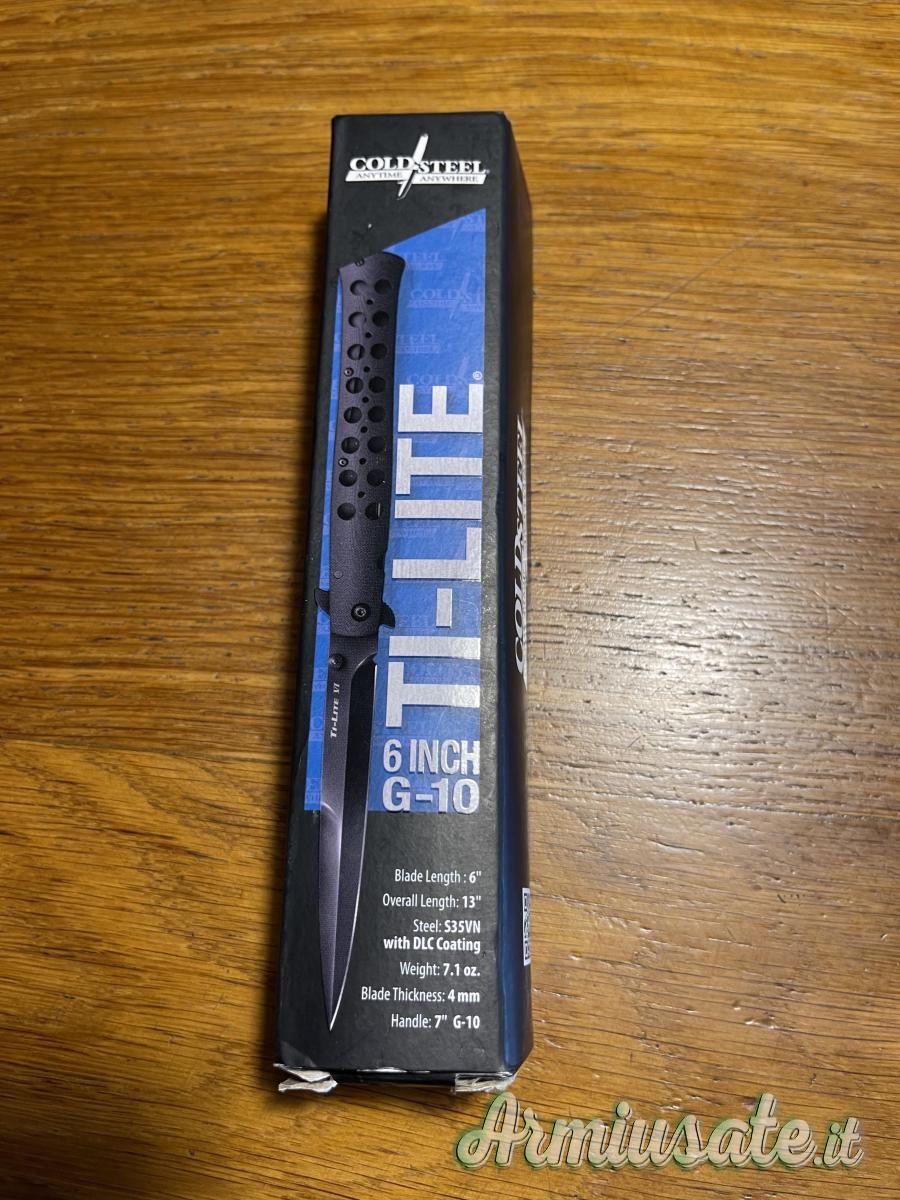 COLD STEEL
ANYTIME ANYWHERE
TI-LITE®
Ti-Lite VI
6 INCH
G-10
Blade Length : 6"
Overall Length: 13"
Steel: S35VN
with DLC Coating
Weight: 7.1 oz.
Blade Thickness: 4 mm
Handle: 7" G-10
COLD STEEL
Armiusate.it